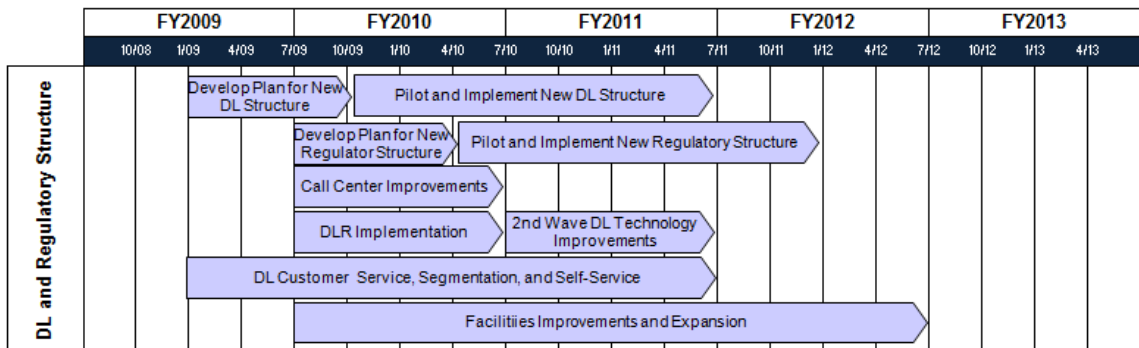 FY2009 FY2010 FY2011 FY2012 FY2013
10/08 1/09 4/09 7/09 10/09 1/10 4/10 7/10 10/10 1/11 4/11 7/11 10/11 1/12 4/12 7/12 10/12 1/13 4/13
DL and Regulatory Structure
Develop Plan for New
DL Structure
Pilot and Implement New DL Structure
Develop Plan for New
Regulator Structure
Pilot and Implement New Regulatory Structure
Call Center Improvements
DLR Implementation
2nd Wave DL Technology
Improvements
DL Customer Service, Segmentation, and Self-Service
Facilitiies Improvements and Expansion